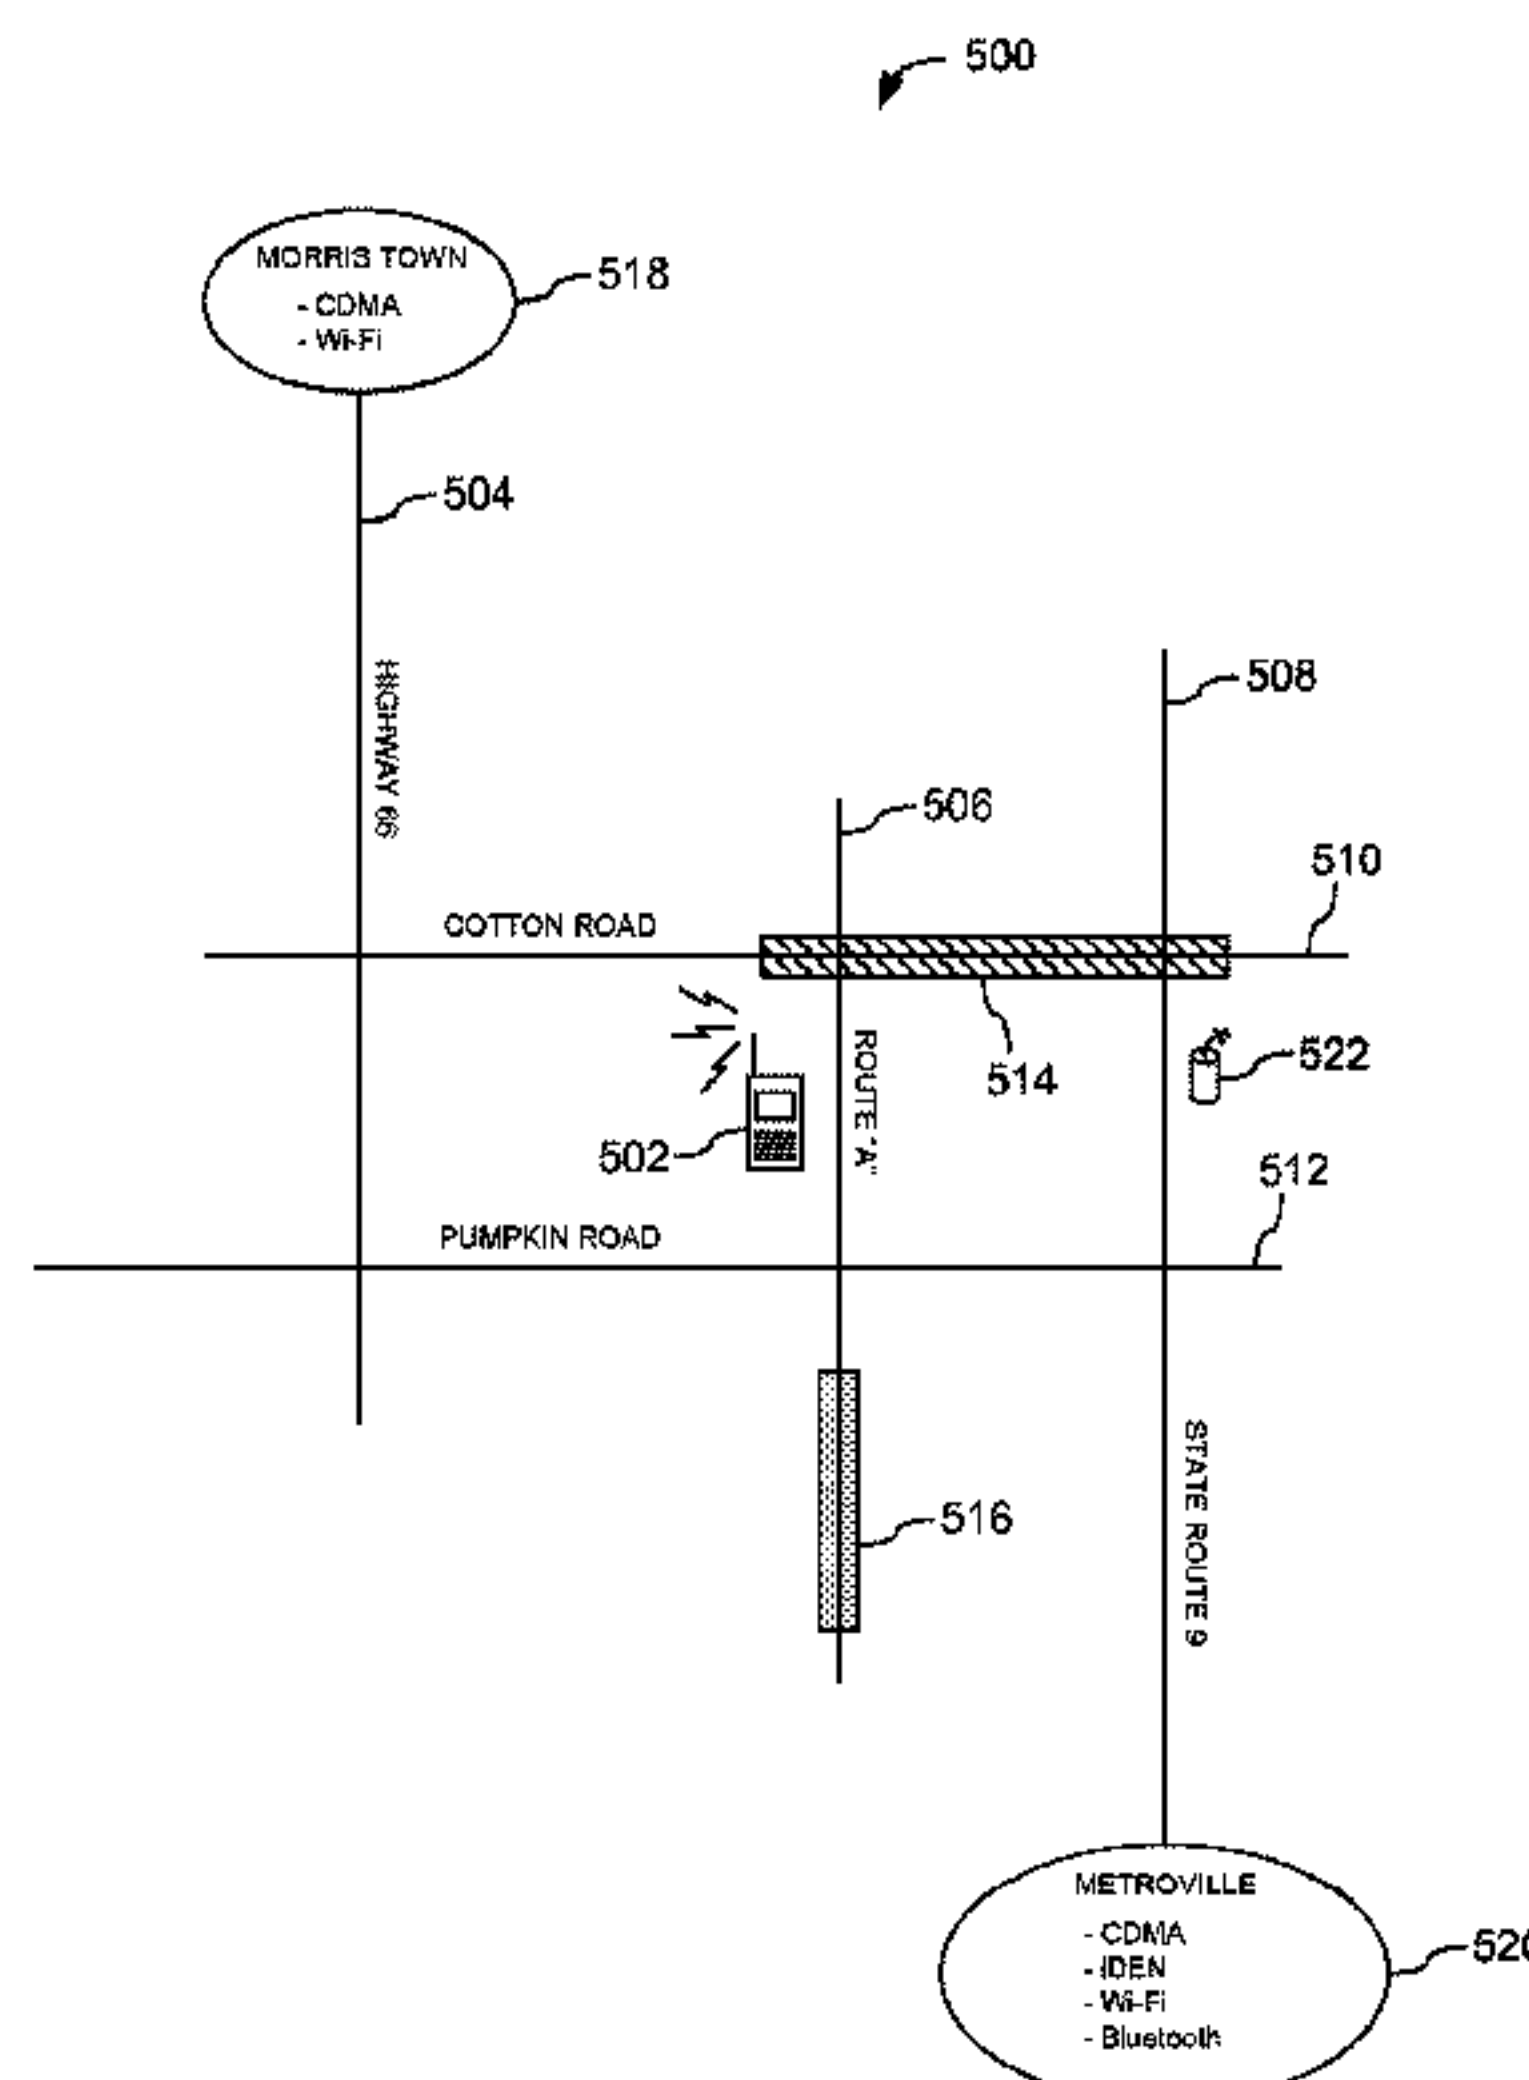 500
MORRIS TOWN
- CDMA
- Wi-Fi
518
504
HIGHWAY 66
508
506
510
COTTON ROAD
514
522
ROUTE "A"
502
512
PUMPKIN ROAD
516
STATE ROUTE 9
METROVILLE
- CDMA
- IDEN
- Wi-Fi
- Bluetooth
520